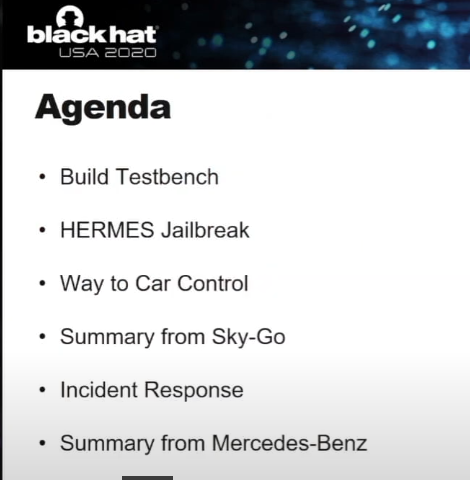 black hat
USA 2020
Agenda
• Build Testbench
• HERMES Jailbreak
• Way to Car Control
• Summary from Sky-Go
• Incident Response
• Summary from Mercedes-Benz